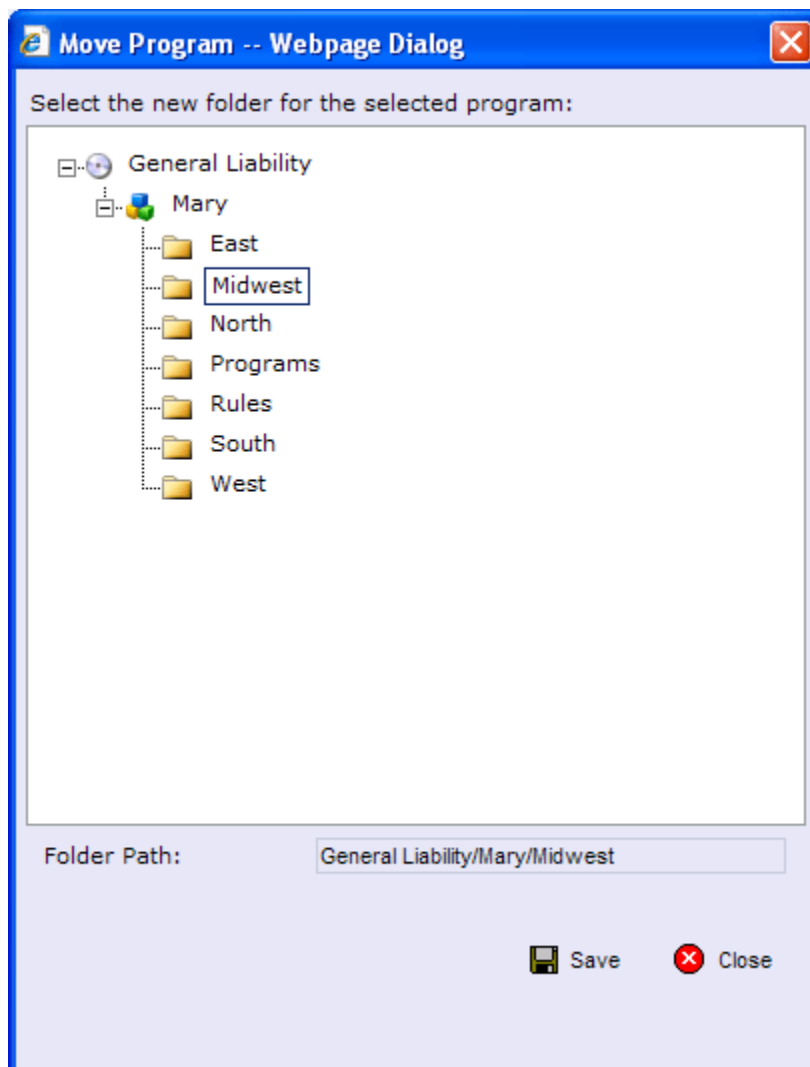 Move Program -- Webpage Dialog
Select the new folder for the selected program:
General Liability
Mary
East
Midwest
North
Programs
Rules
South
West
Folder Path: General Liability/Mary/Midwest
Save Close